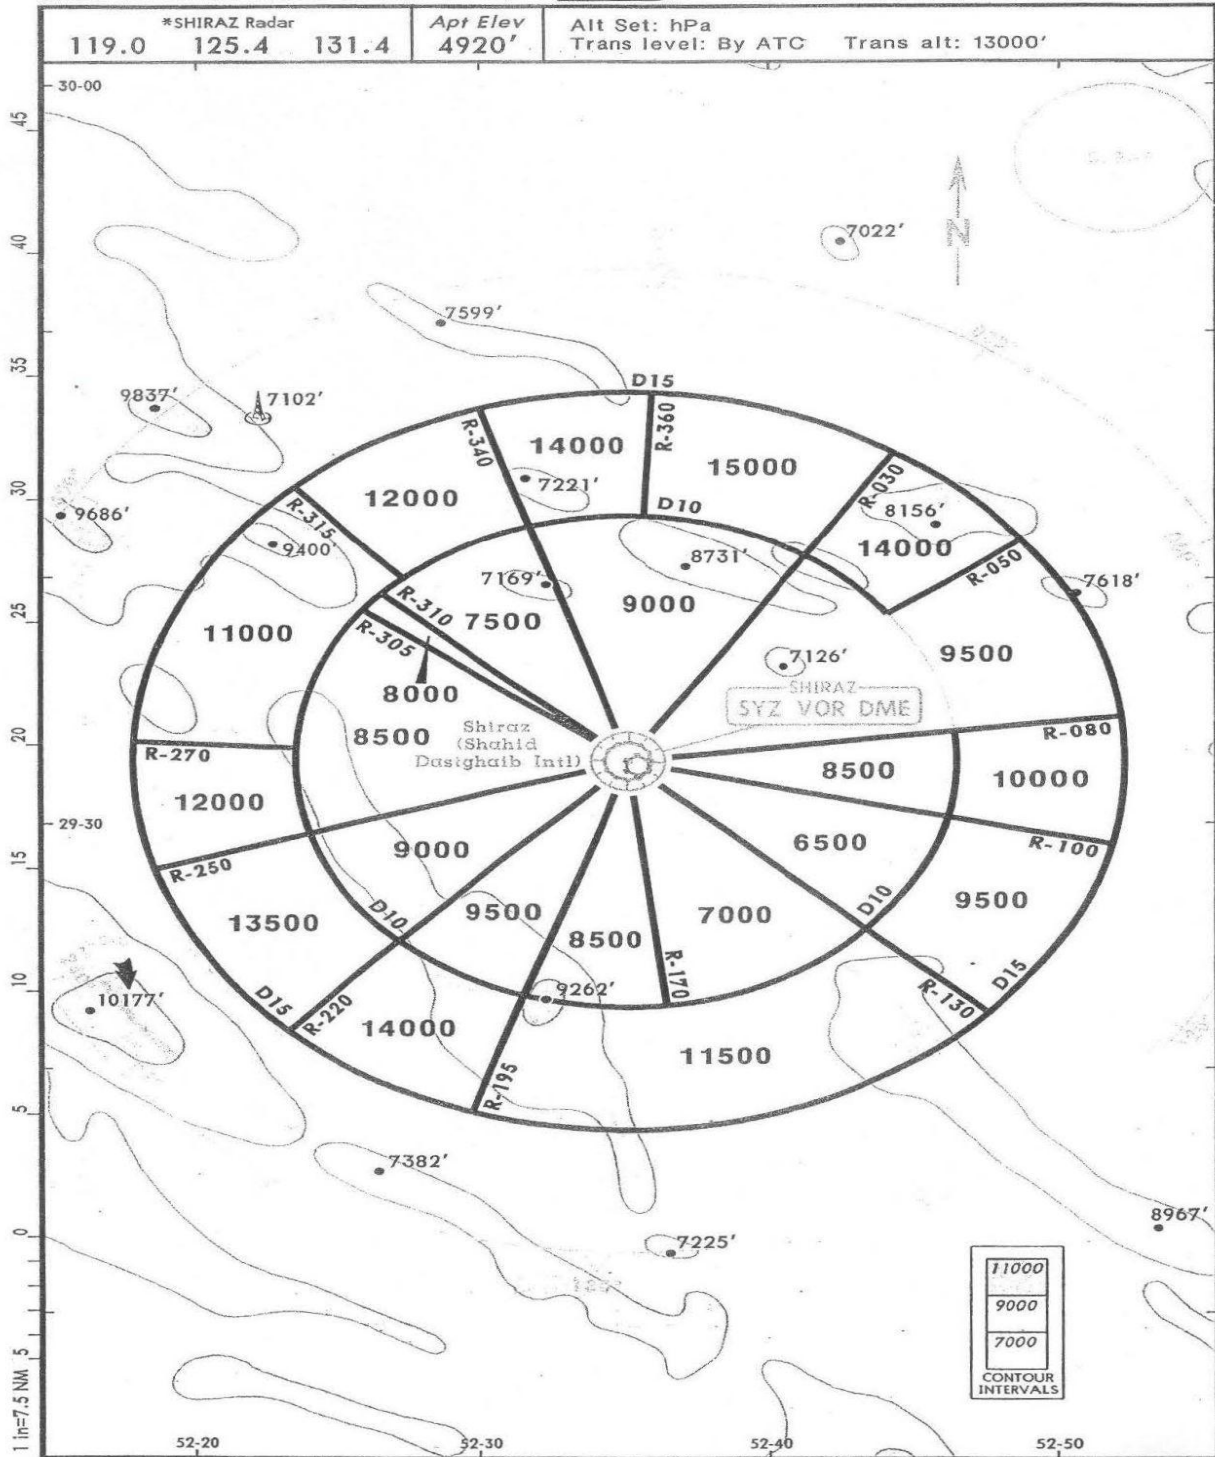 *SHIRAZ Radar
119.0 125.4 131.4
Apt Elev
4920'
Alt Set: hPa
Trans level: By ATC Trans alt: 13000'
30-00
45
40
7022'
7599'
35
D15
9837'
7102'
R-340
14000
R-360
15000
R-030
30
12000
7221'
D10
8156'
9686'
R-315
14000
9400'
8731'
R-050
7169'
7618'
R-310
7500
9000
25
R-305
11000
9500
7126'
8000
SHIRAZ
SYZ VOR DME
8500
Shiraz
(Shahid
Dastghaib Intl)
R-080
20
R-270
8500
10000
12000
29-30
9000
6500
R-100
15
R-250
D10
D10
13500
9500
7000
9500
8500
R-170
10
D15
9262'
D15
10177'
R-220
R-130
14000
11500
R-195
5
7382'
8967'
0
7225'
11000
9000
7000
CONTOUR
INTERVALS
5
1 in=7.5 NM
52-20
52-30
52-40
52-50